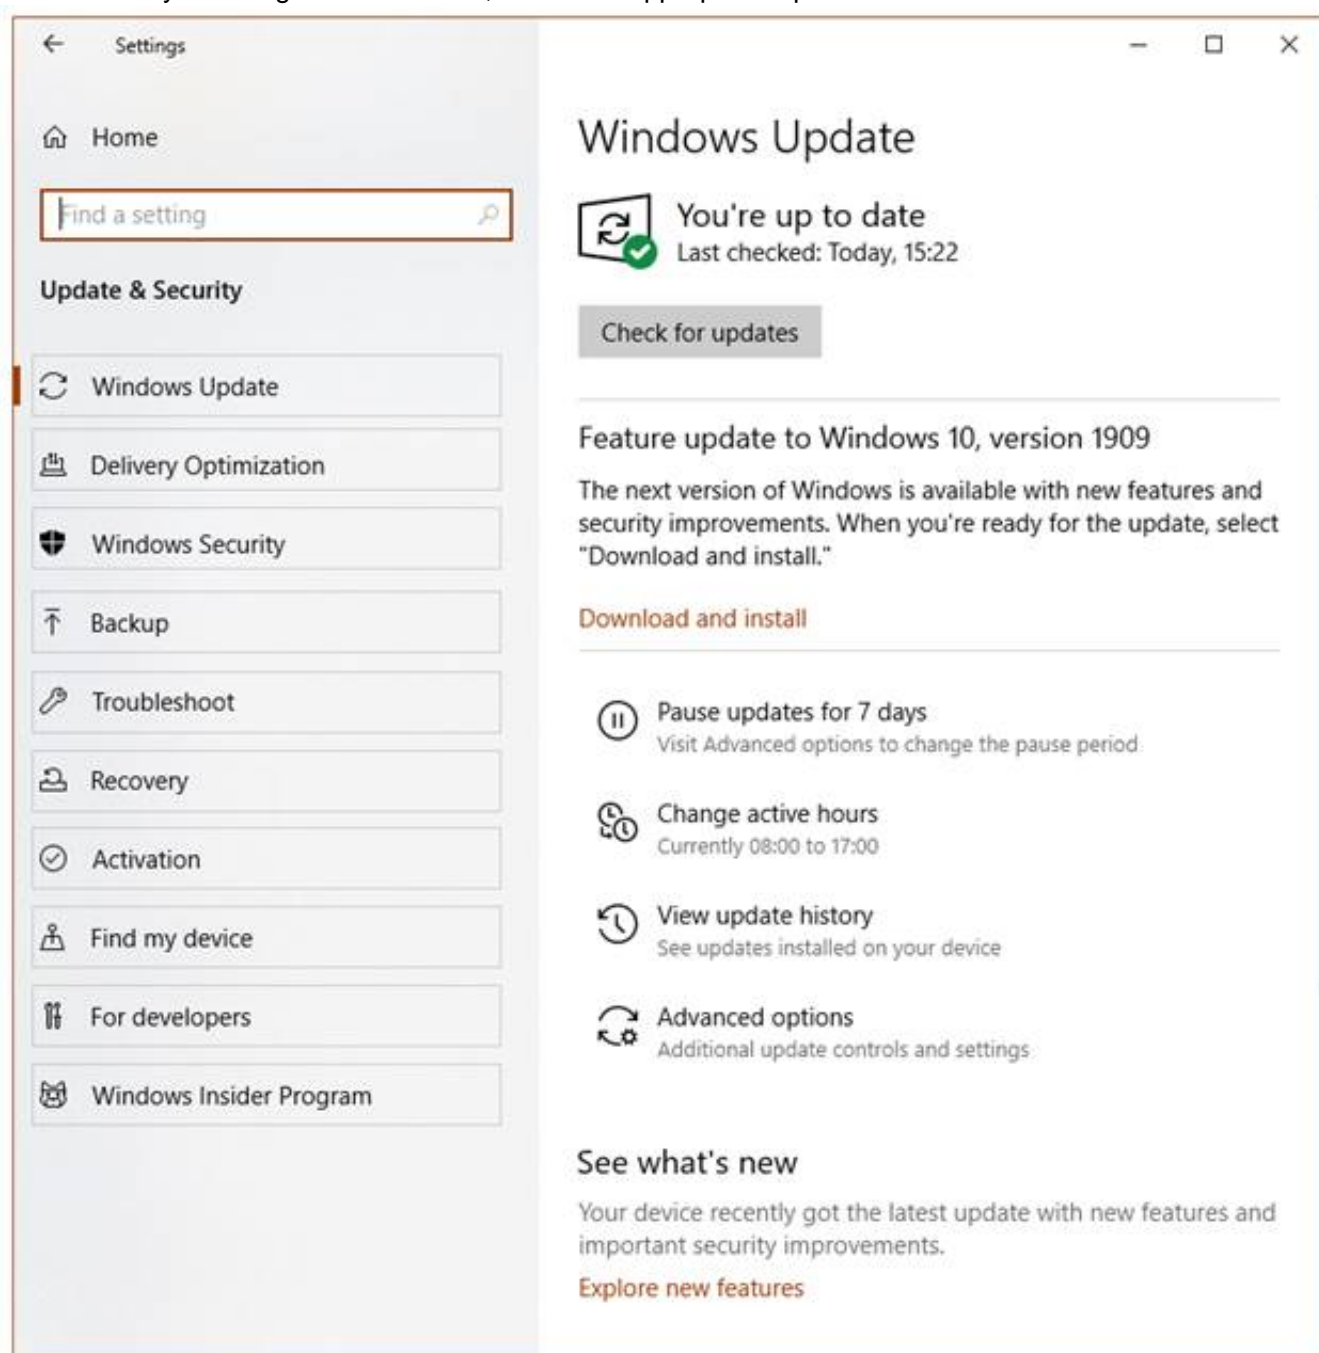 Settings
Home
Find a setting
Update & Security
Windows Update
Delivery Optimization
Windows Security
Backup
Troubleshoot
Recovery
Activation
Find my device
For developers
Windows Insider Program
Windows Update
You're up to date
Last checked: Today, 15:22
Check for updates
Feature update to Windows 10, version 1909
The next version of Windows is available with new features and
security improvements. When you're ready for the update, select
"Download and install."
Download and install
Pause updates for 7 days
Visit Advanced options to change the pause period
Change active hours
Currently 08:00 to 17:00
View update history
See updates installed on your device
Advanced options
Additional update controls and settings
See what's new
Your device recently got the latest update with new features and
important security improvements.
Explore new features